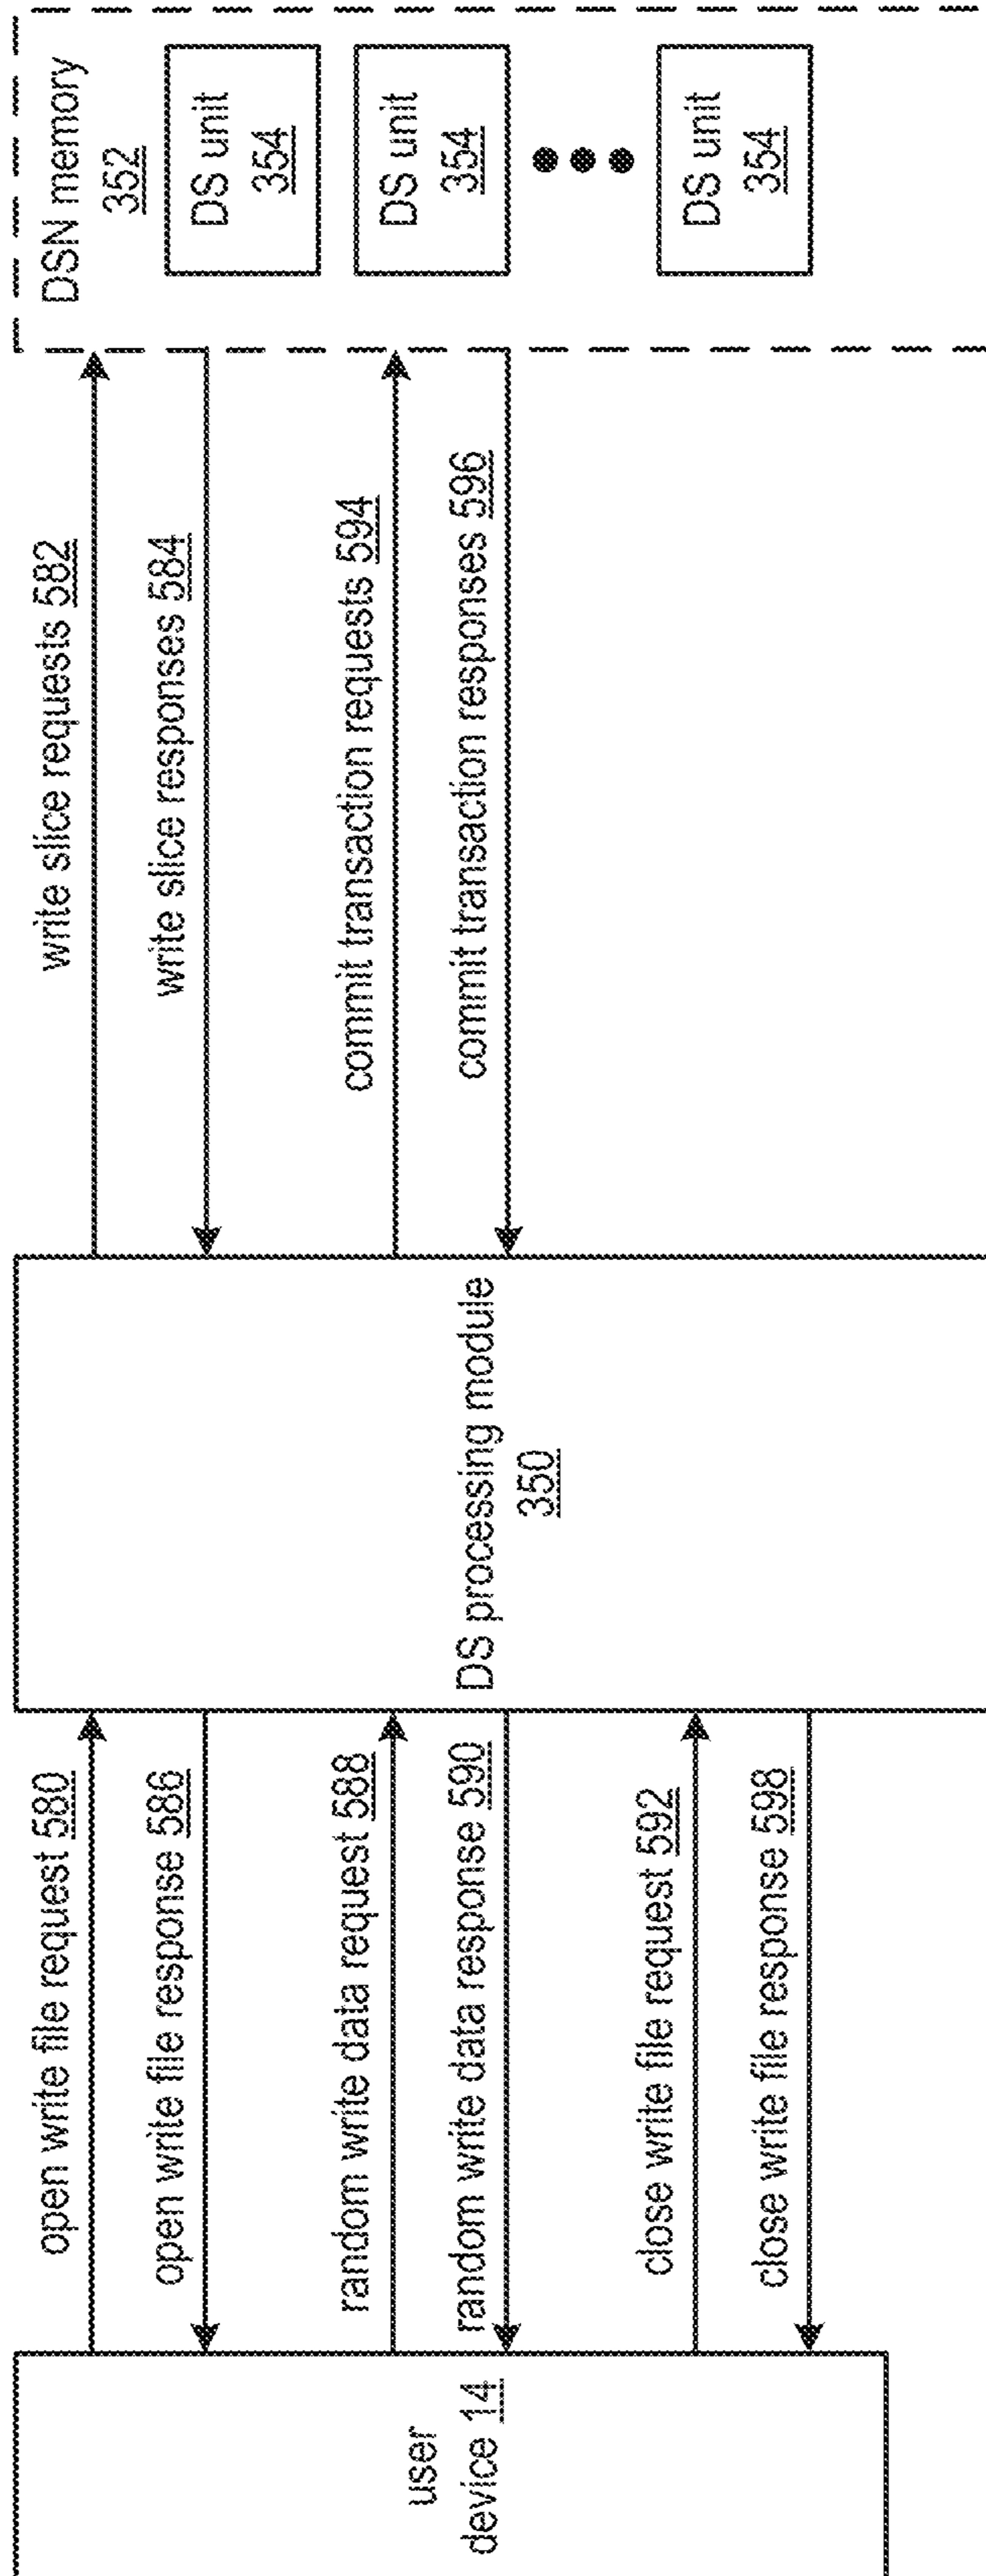 user
device 14
open write file request 580
open write file response 586
random write data request 588
random write data response 590
close write file request 592
close write file response 598
DS processing module
350
write slice requests 582
write slice responses 584
commit transaction requests 594
commit transaction responses 596
DSN memory
352
DS unit
354
DS unit
354
DS unit
354